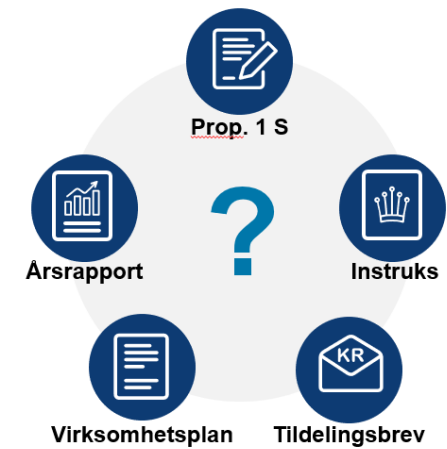 Prop. 1 S
?
Årsrapport
Instruks
KR
Virksomhetsplan
Tildelingsbrev